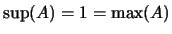 sup(A) = 1 = max(A)